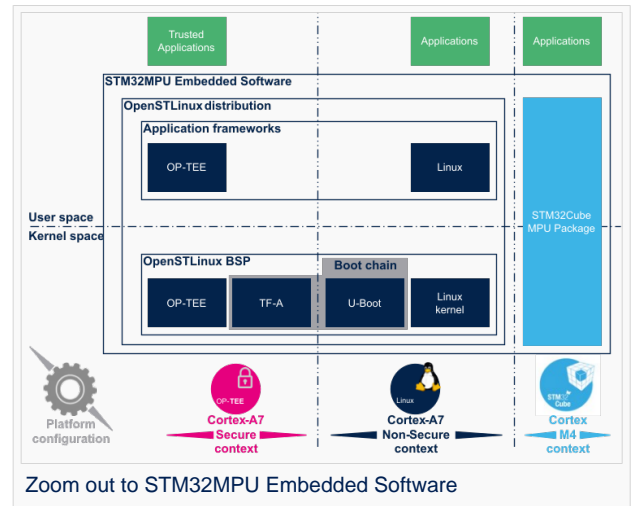 Trusted
Applications
Applications
Applications
STM32MPU Embedded Software
OpenSTLinux distribution
Application frameworks
OP-TEE
Linux
STM32Cube
MPU Package
User space
Kernel space
OpenSTLinux BSP
Boot chain
OP-TEE
TF-A
U-Boot
Linux
kernel
Platform
configuration
OP-TEE
Cortex-A7
Secure
context
Linux
Cortex-A7
Non-Secure
context
STM32
Cube
Cortex
M4
context
Zoom out to STM32MPU Embedded Software